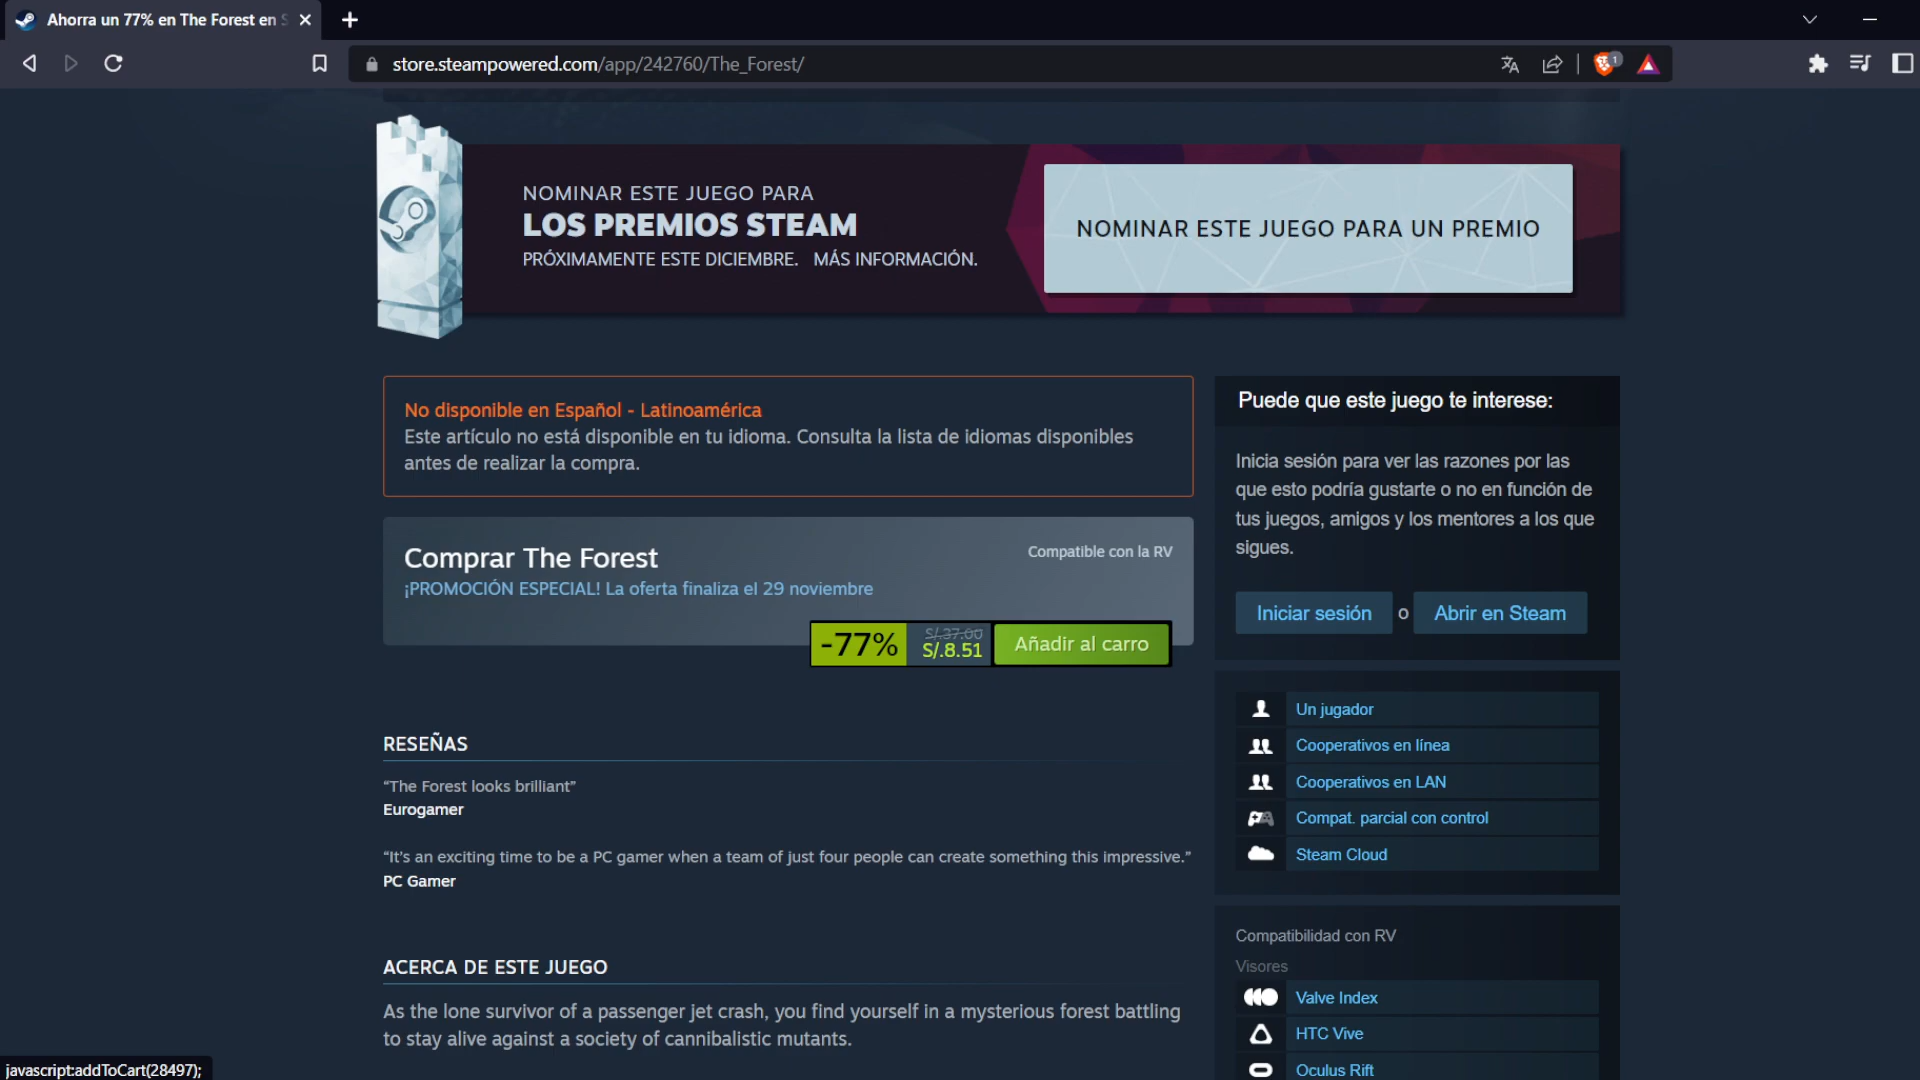 Ahorra un 77% en The Forest en S
store.steampowered.com/app/242760/The_Forest/
1
NOMINAR ESTE JUEGO PARA
LOS PREMIOS STEAM
PRÓXIMAMENTE ESTE DICIEMBRE. MÁS INFORMACIÓN.
NOMINAR ESTE JUEGO PARA UN PREMIO
No disponible en Español - Latinoamérica
Este artículo no está disponible en tu idioma. Consulta la lista de idiomas disponibles
antes de realizar la compra.
Comprar The Forest
Compatible con la RV
¡PROMOCIÓN ESPECIAL! La oferta finaliza el 29 noviembre
-77%
S/.37.00
S/.8.51
Añadir al carro
RESEÑAS
“The Forest looks brilliant”
Eurogamer
“It’s an exciting time to be a PC gamer when a team of just four people can create something this impressive.”
PC Gamer
ACERCA DE ESTE JUEGO
As the lone survivor of a passenger jet crash, you find yourself in a mysterious forest battling
to stay alive against a society of cannibalistic mutants.
Puede que este juego te interese:
Inicia sesión para ver las razones por las
que esto podría gustarte o no en función de
tus juegos, amigos y los mentores a los que
sigues.
Iniciar sesión o Abrir en Steam
Un jugador
Cooperativos en línea
Cooperativos en LAN
Compat. parcial con control
Steam Cloud
Compatibilidad con RV
Visores
Valve Index
HTC Vive
Oculus Rift
javascript:addToCart(28497);